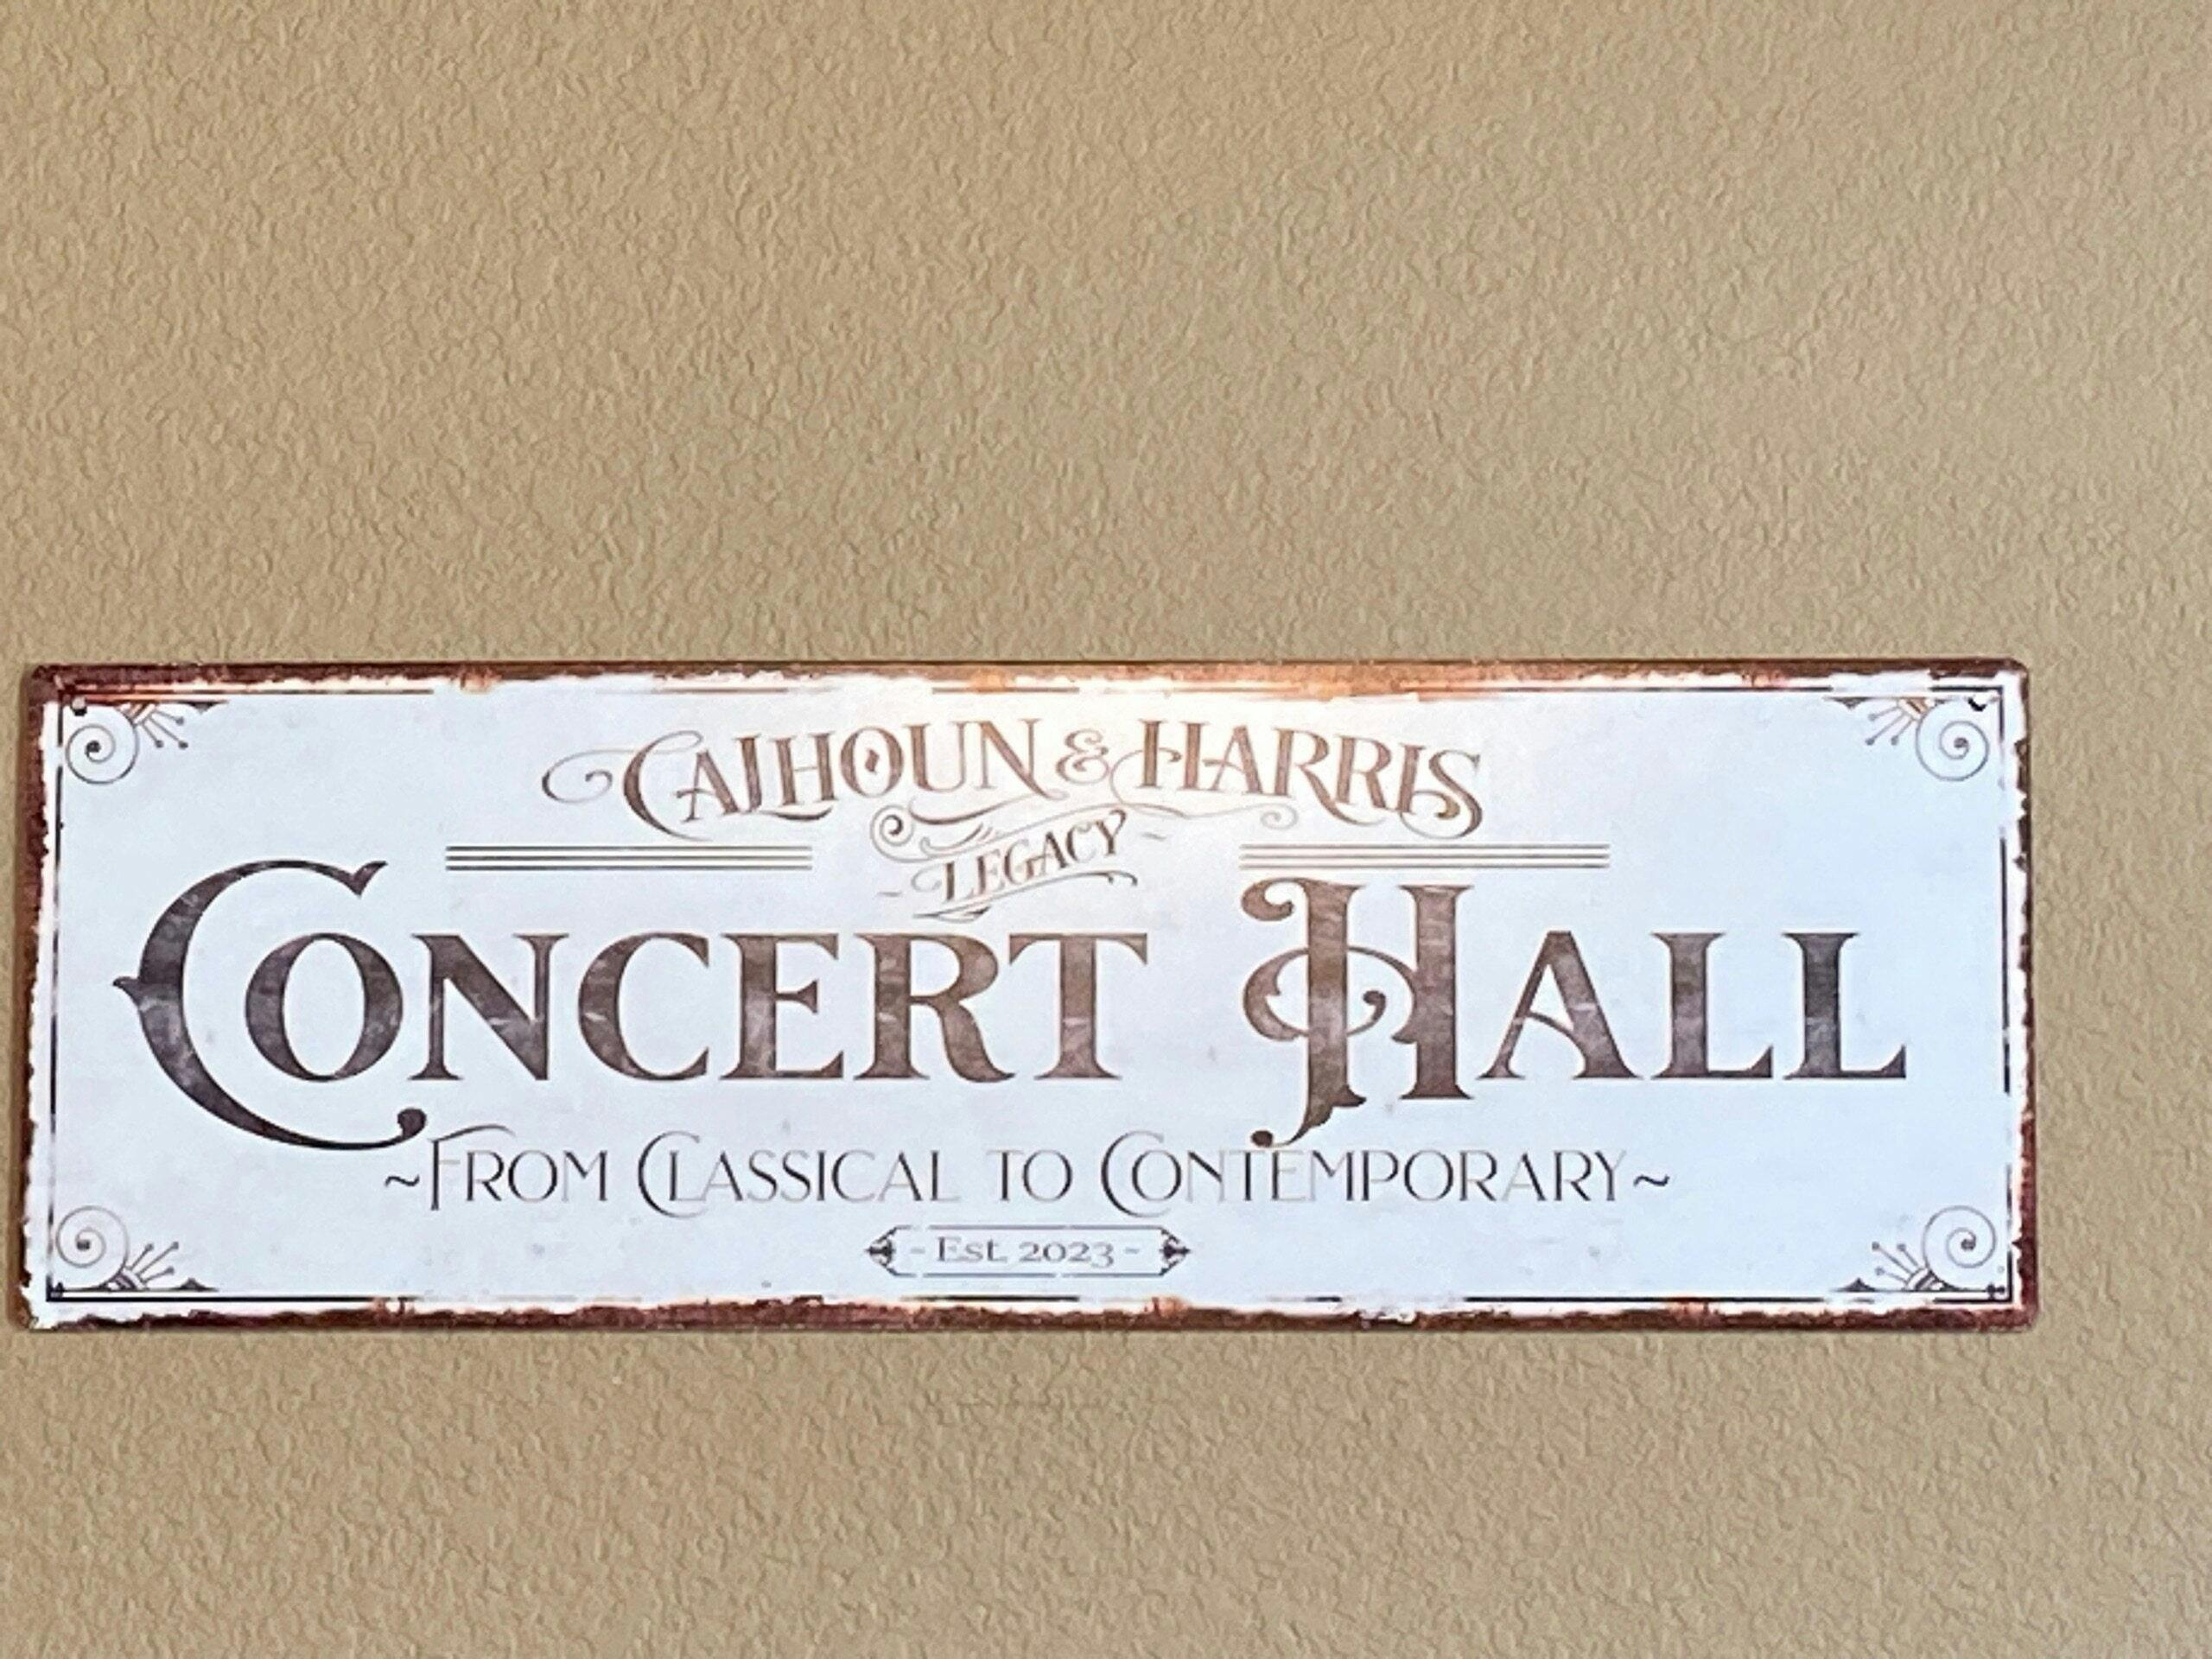 CALHOUN & HARRIS
- LEGACY -
CONCERT HALL
~FROM CLASSICAL TO CONTEMPORARY~
- Est. 2023 -